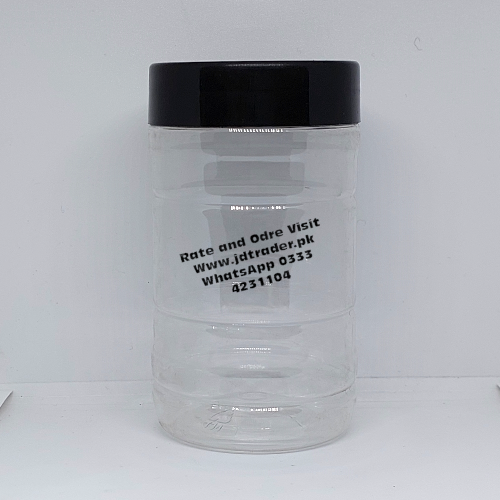 Rate and Odre Visit
Www.jdtrader.pk
WhatsApp 0333
4231104